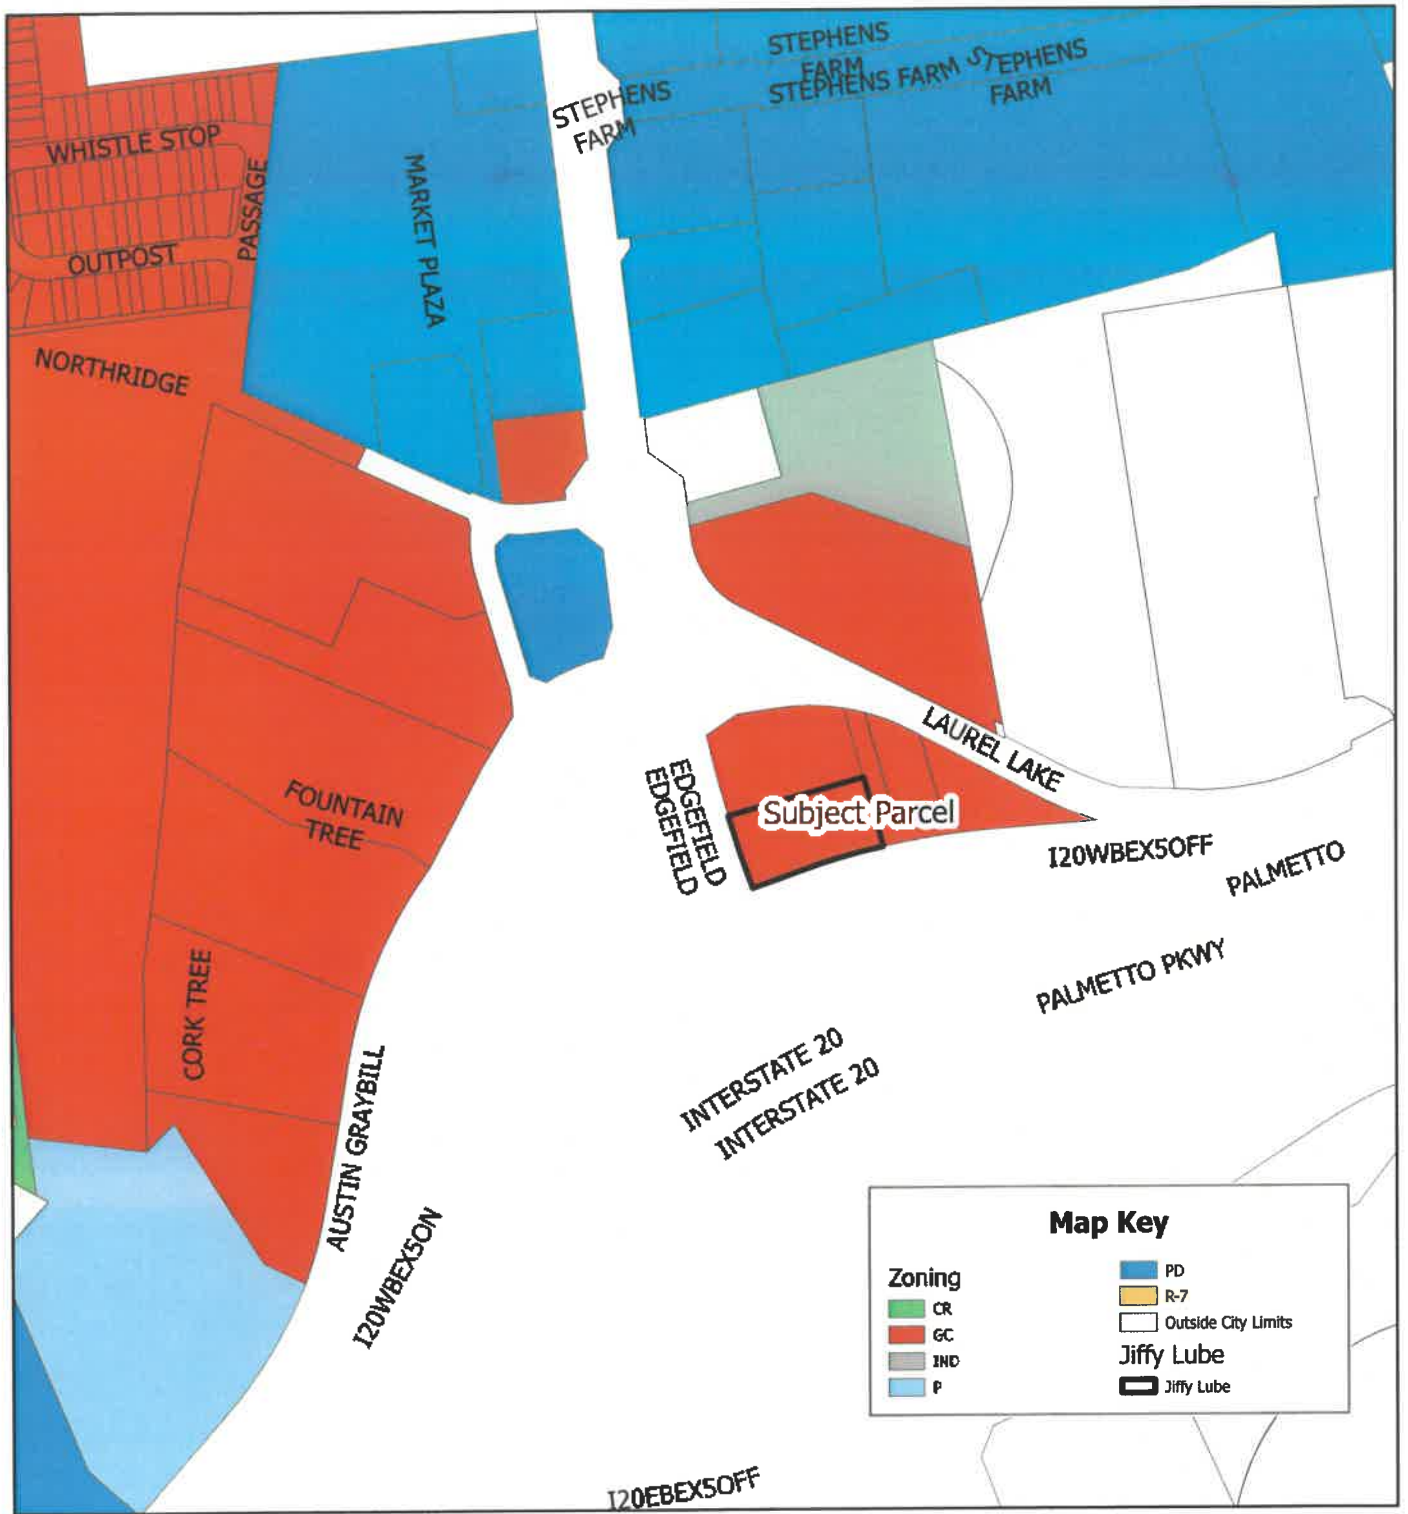 STEPHENS
FARM
STEPHENS FARM
STEPHENS
FARM
STEPHENS
FARM
WHISTLE STOP
PASSAGE
MARKET PLAZA
OUTPOST
NORTHRIDGE
LAUREL LAKE
EDGEFIELD
EDGEFIELD
Subject Parcel
FOUNTAIN
TREE
I20WBEX5OFF
PALMETTO
PALMETTO PKWY
CORK TREE
INTERSTATE 20
INTERSTATE 20
AUSTIN GRAYBILL
I20WBEX5ON
I20EBEX5OFF
Map Key
Zoning
CR
GC
IND
P
PD
R-7
Outside City Limits
Jiffy Lube
Jiffy Lube